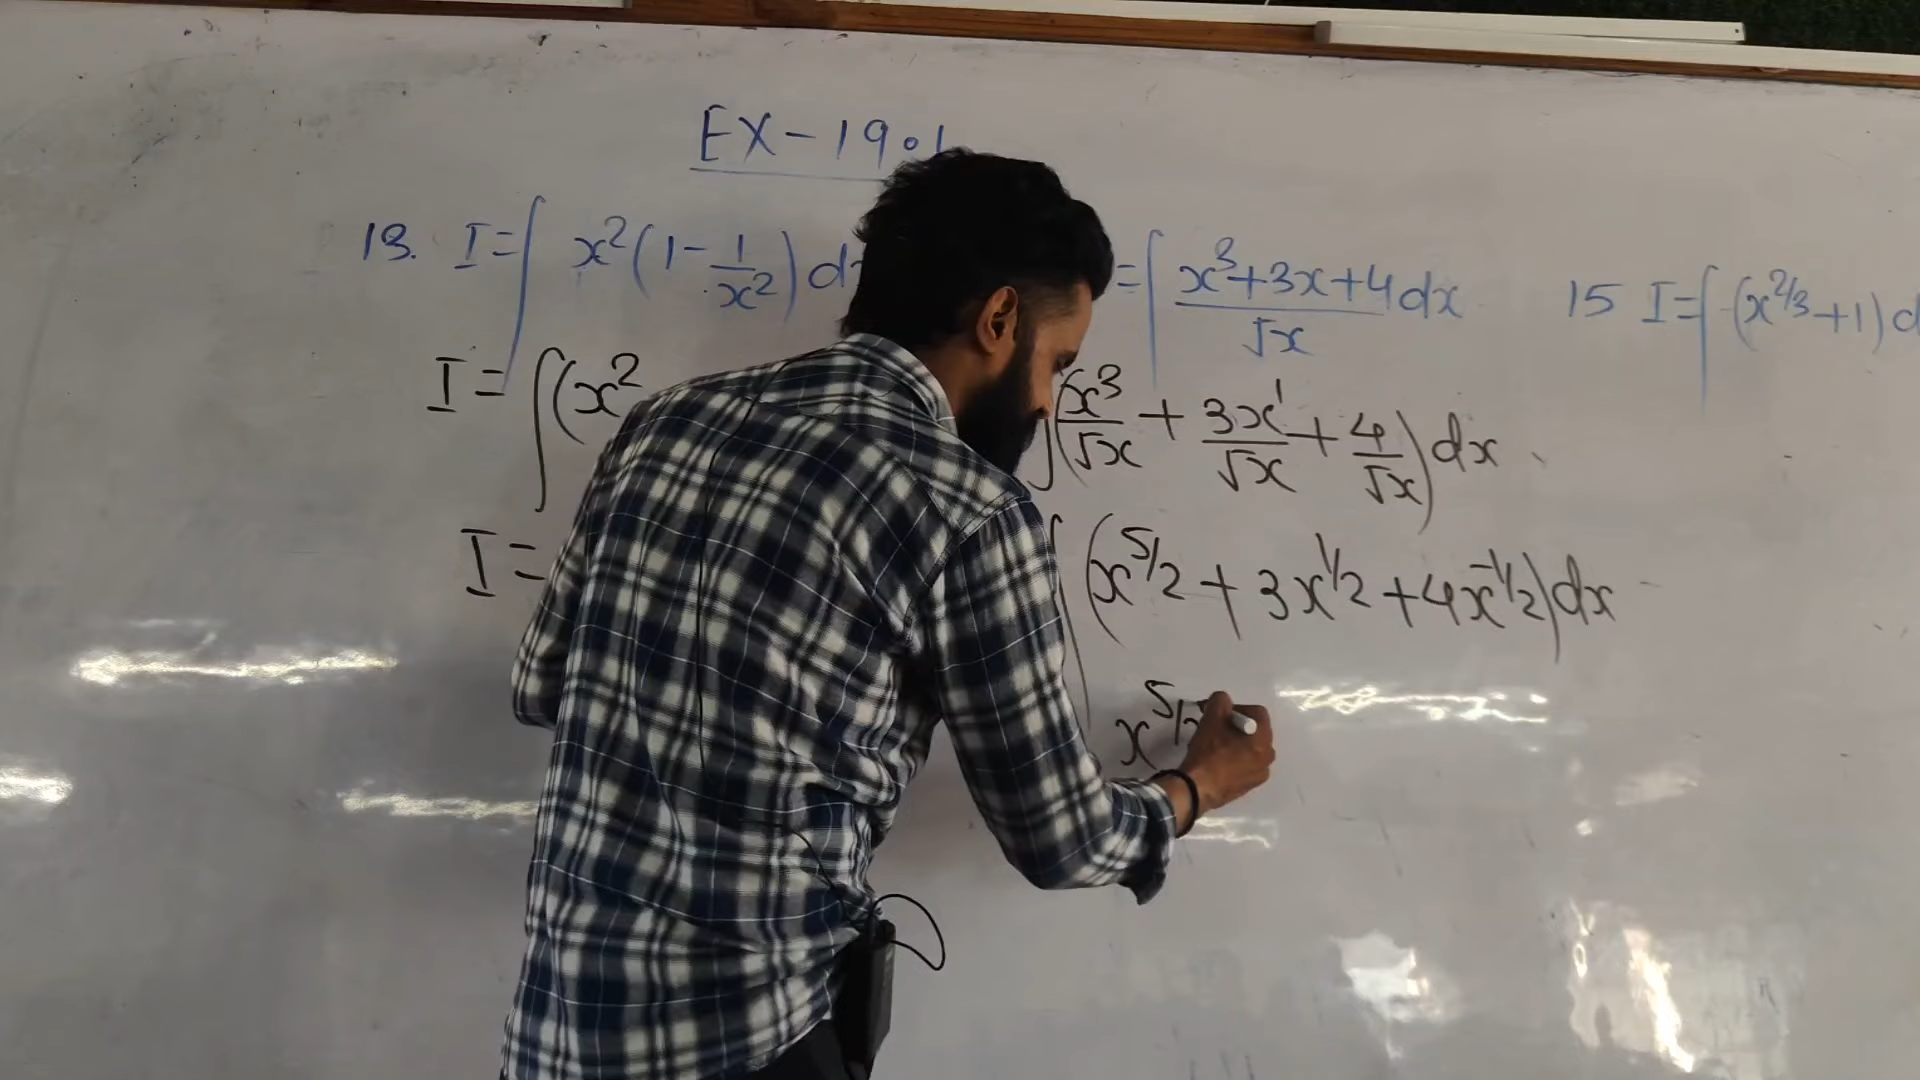 EX-19.1
13. I=∫ x²(1-1/x²) d
=∫ (x³+3x+4)/√x dx
15 I=∫(x^2/3+1)d
I=∫(x²
∫(x³/√x + 3x¹/√x + 4/√x)dx
I=
∫(x^5/2 + 3x^1/2 + 4x^-1/2)dx
x^5/2